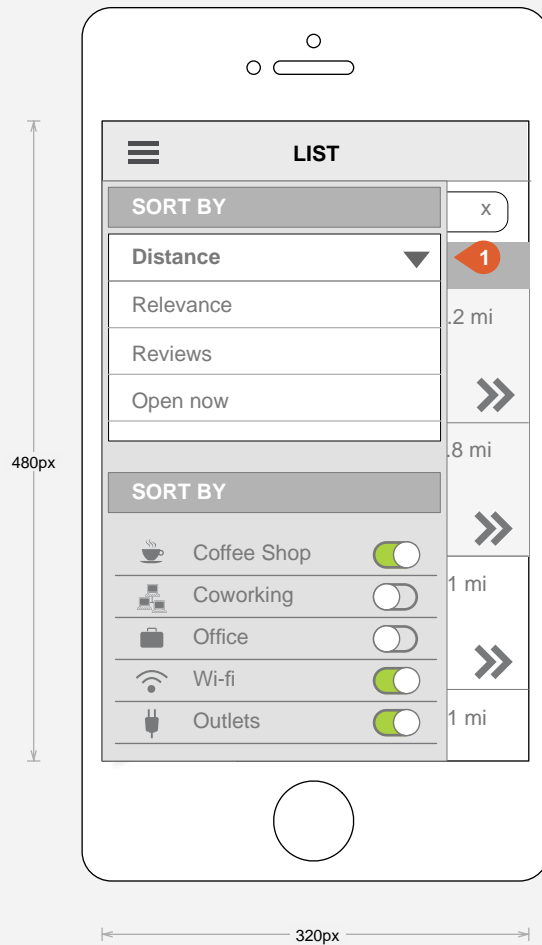 LIST
SORT BY
x
Distance
1
Relevance
.2 mi
Reviews
Open now
.8 mi
480px
SORT BY
Coffee Shop
Coworking
1 mi
Office
Wi-fi
Outlets
1 mi
320px